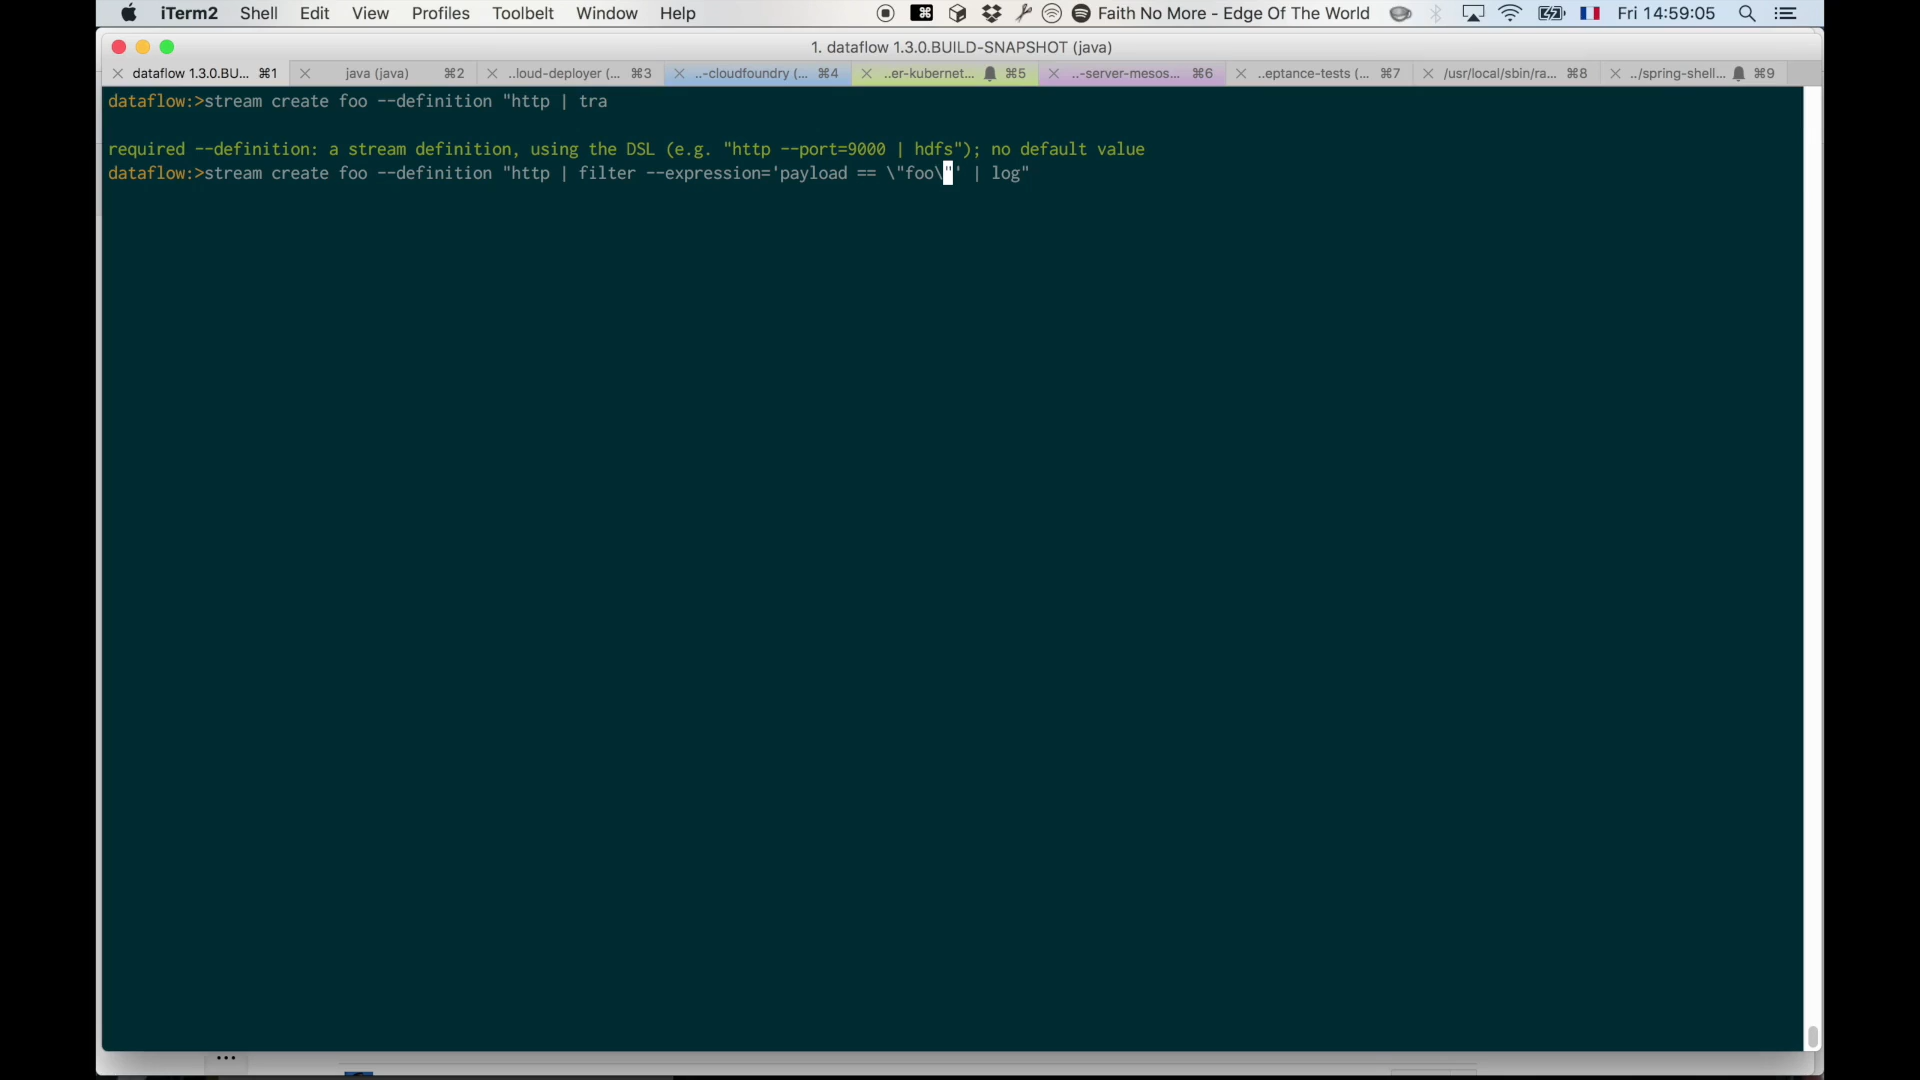 iTerm2 Shell Edit View Profiles Toolbelt Window Help Faith No More - Edge Of The World Fri 14:59:05
1. dataflow 1.3.0.BUILD-SNAPSHOT (java)
dataflow 1.3.0.BU... ⌘1 java (java) ⌘2 ..loud-deployer (... ⌘3 ..-cloudfoundry (... ⌘4 ..er-kubernet... ⌘5 ..-server-mesos... ⌘6 ..eptance-tests (... ⌘7 /usr/local/sbin/ra... ⌘8 ../spring-shell... ⌘9
dataflow:>stream create foo --definition "http | tra
required --definition: a stream definition, using the DSL (e.g. "http --port=9000 | hdfs"); no default value
dataflow:>stream create foo --definition "http | filter --expression='payload == \"foo\"' | log"